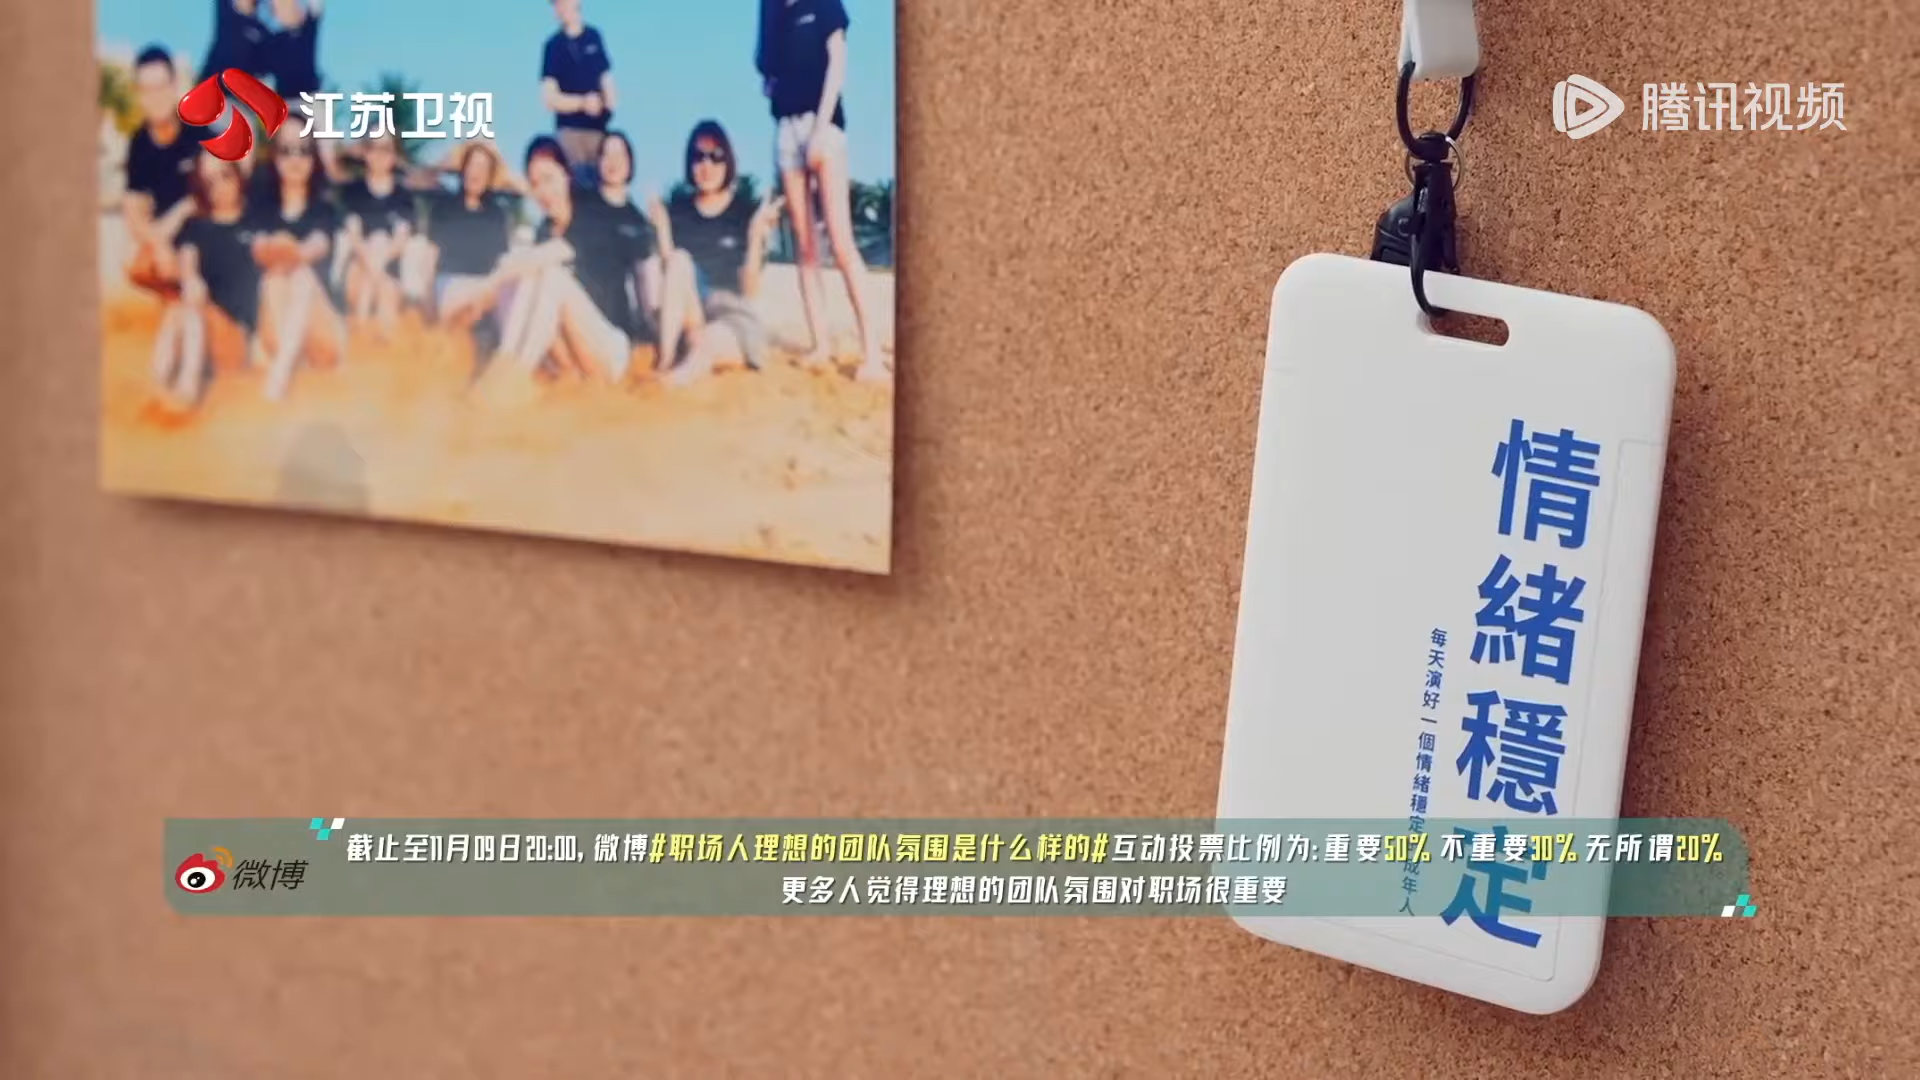 江苏卫视
腾讯视频
情緒穩定
每天演好一個情緒穩定
成年人
微博
截止至11月09日20:00,微博#职场人理想的团队氛围是什么样的#互动投票比例为:重要50% 不重要30% 无所谓20%
更多人觉得理想的团队氛围对职场很重要